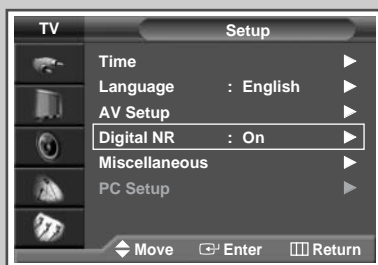 TV Setup
Time
Language : English
AV Setup
Digital NR : On
Miscellaneous
PC Setup
Move Enter Return